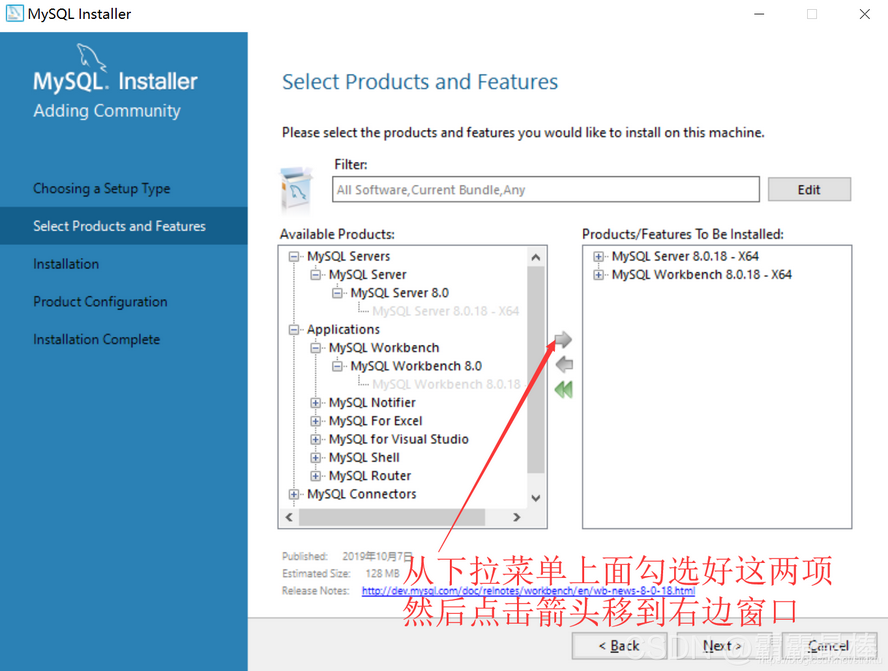 MySQL Installer
MySQL. Installer
Adding Community
Choosing a Setup Type
Select Products and Features
Installation
Product Configuration
Installation Complete
Select Products and Features
Please select the products and features you would like to install on this machine.
Filter:
All Software,Current Bundle,Any
Edit
Available Products:
MySQL Servers
MySQL Server
MySQL Server 8.0
MySQL Server 8.0.18 - X64
Applications
MySQL Workbench
MySQL Workbench 8.0
MySQL Workbench 8.0.18
MySQL Notifier
MySQL For Excel
MySQL for Visual Studio
MySQL Shell
MySQL Router
MySQL Connectors
Products/Features To Be Installed:
MySQL Server 8.0.18 - X64
MySQL Workbench 8.0.18 - X64
Published: 2019年10月7日
Estimated Size: 128 MB
Release Notes: http://dev.mysql.com/doc/relnotes/workbench/en/wb-news-8-0-18.html
从下拉菜单上面勾选好这两项
然后点击箭头移到右边窗口
< Back
Next >
Cancel